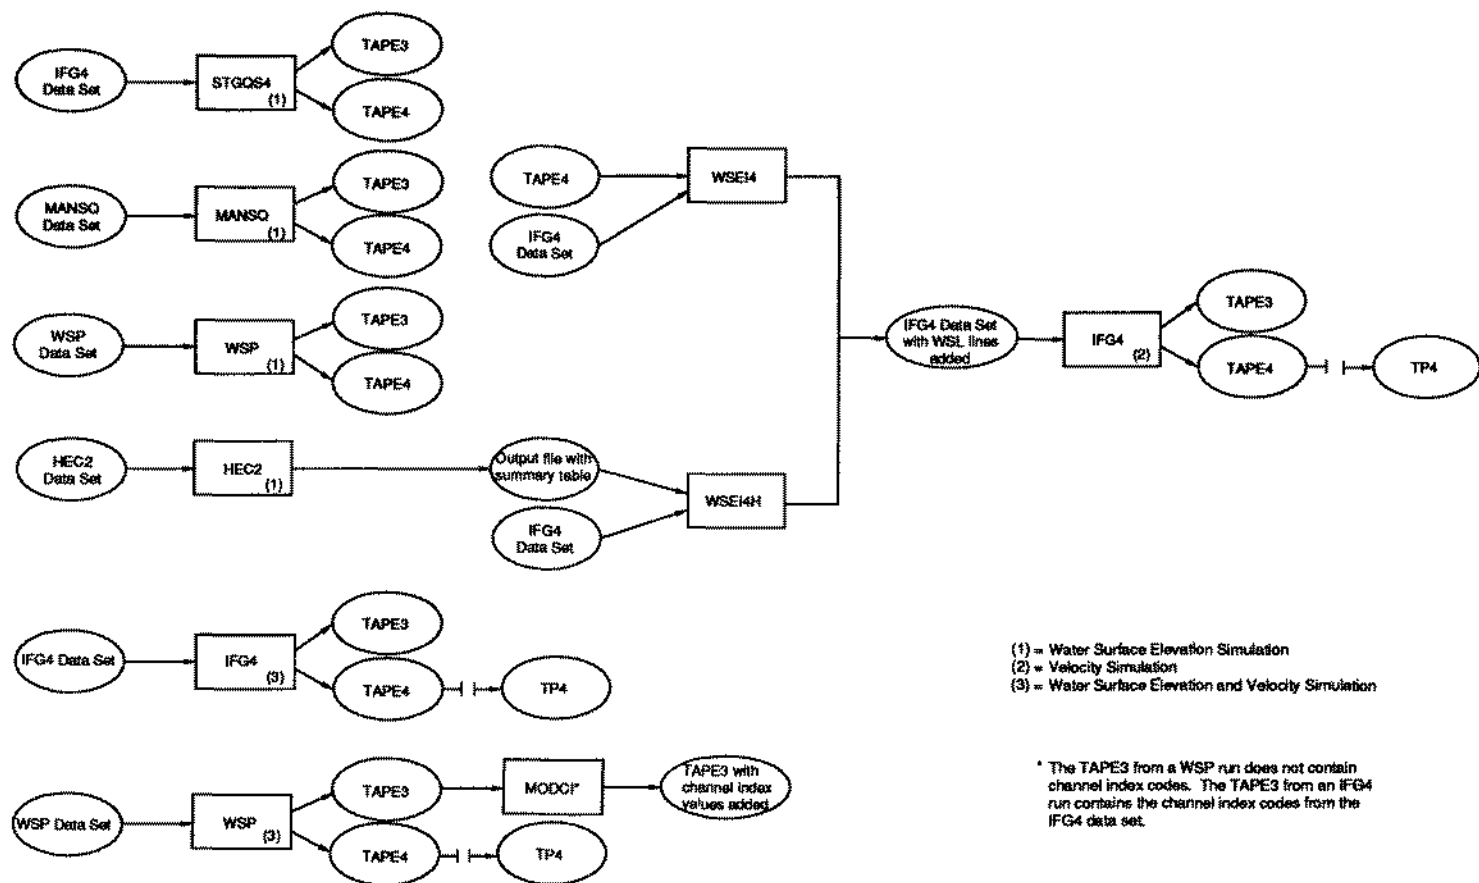 IFG4
Data Set
STGQS4
(1)
TAPE3
TAPE4
MANSQ
Data Set
MANSQ
(1)
TAPE3
TAPE4
TAPE4
IFG4
Data Set
WSEI4
WSP
Data Set
WSP
(1)
TAPE3
TAPE4
IFG4 Data Set
with WSL lines
added
IFG4
(2)
TAPE3
TAPE4
TP4
HEC2
Data Set
HEC2
(1)
Output file with
summary table
IFG4
Data Set
WSEI4H
IFG4 Data Set
IFG4
(3)
TAPE3
TAPE4
TP4
WSP Data Set
WSP
(3)
TAPE3
TAPE4
MODCI*
TAPE3 with
channel index
values added
TP4
(1) = Water Surface Elevation Simulation
(2) = Velocity Simulation
(3) = Water Surface Elevation and Velocity Simulation
* The TAPE3 from a WSP run does not contain
channel index codes. The TAPE3 from an IFG4
run contains the channel index codes from the
IFG4 data set.